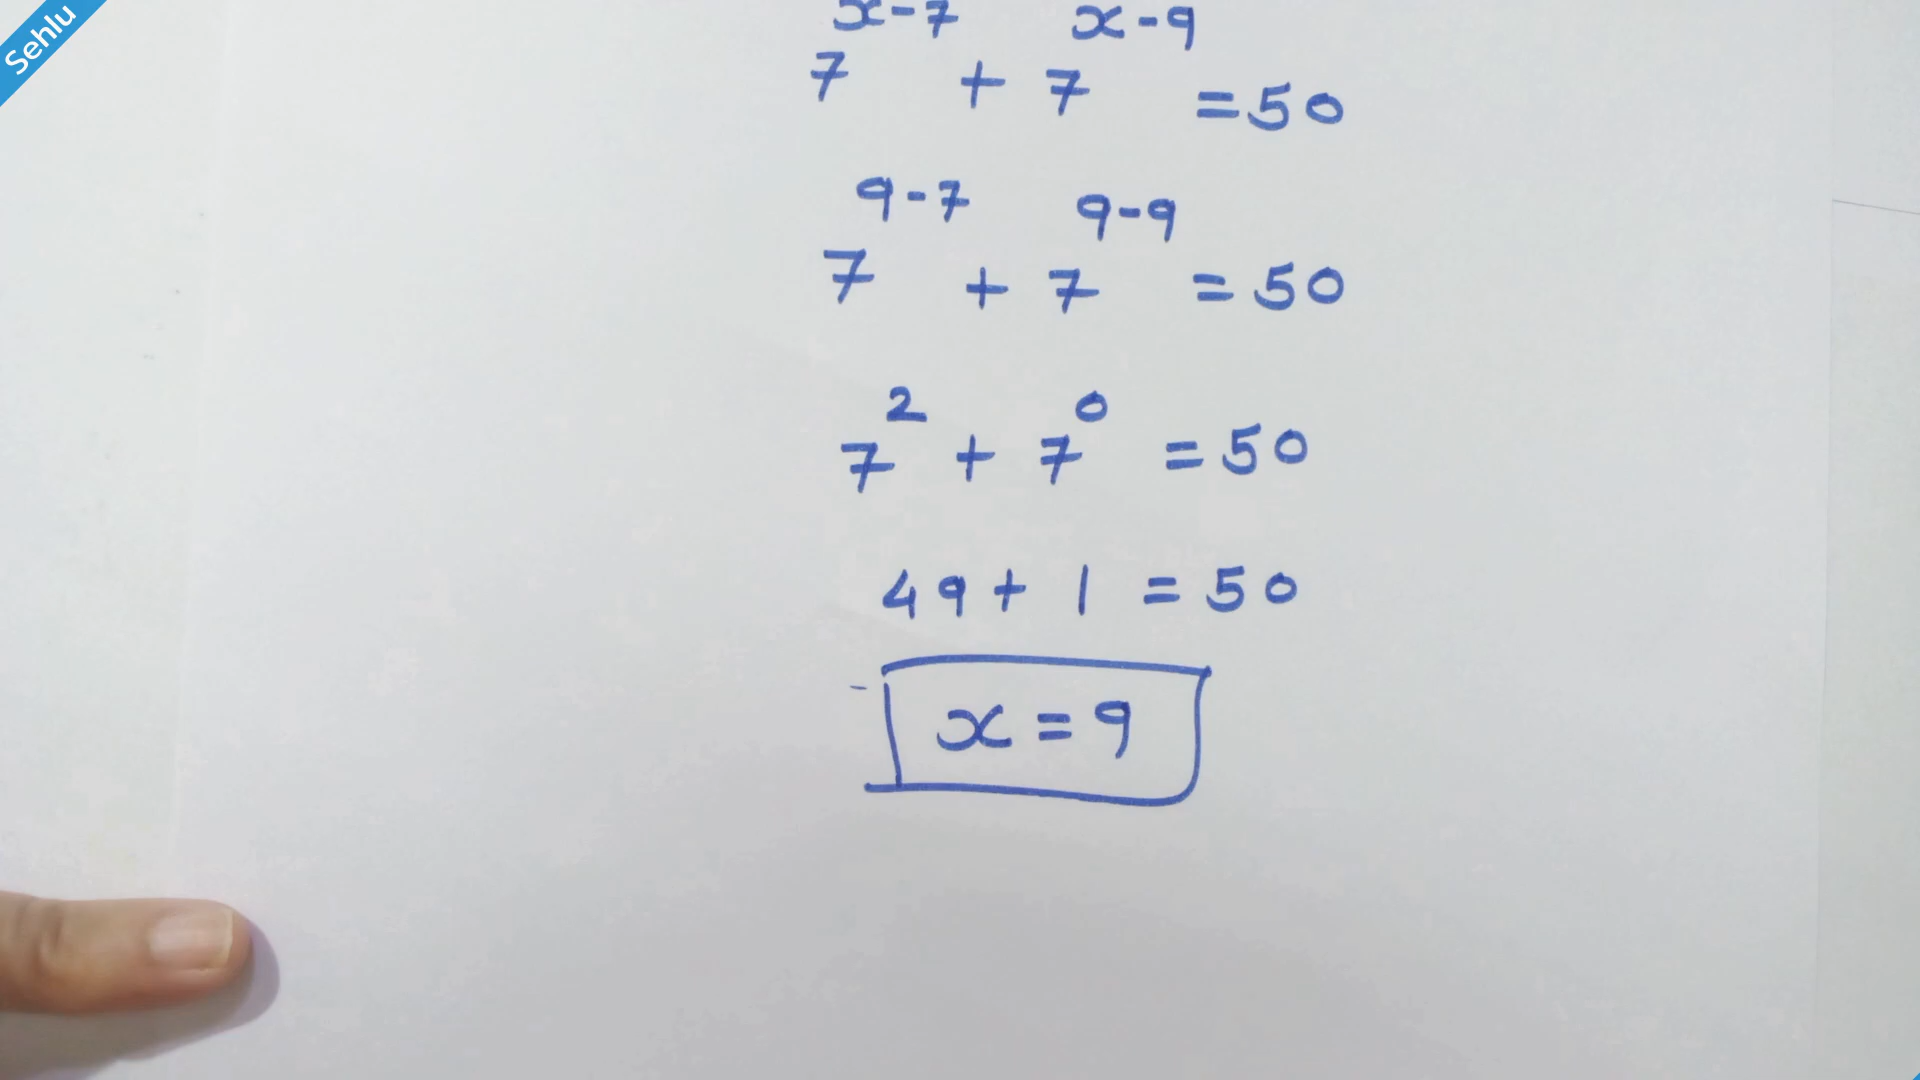 Sehlu
7^{x-7} + 7^{x-9} = 50
7^{9-7} + 7^{9-9} = 50
7^2 + 7^0 = 50
49 + 1 = 50
x = 9